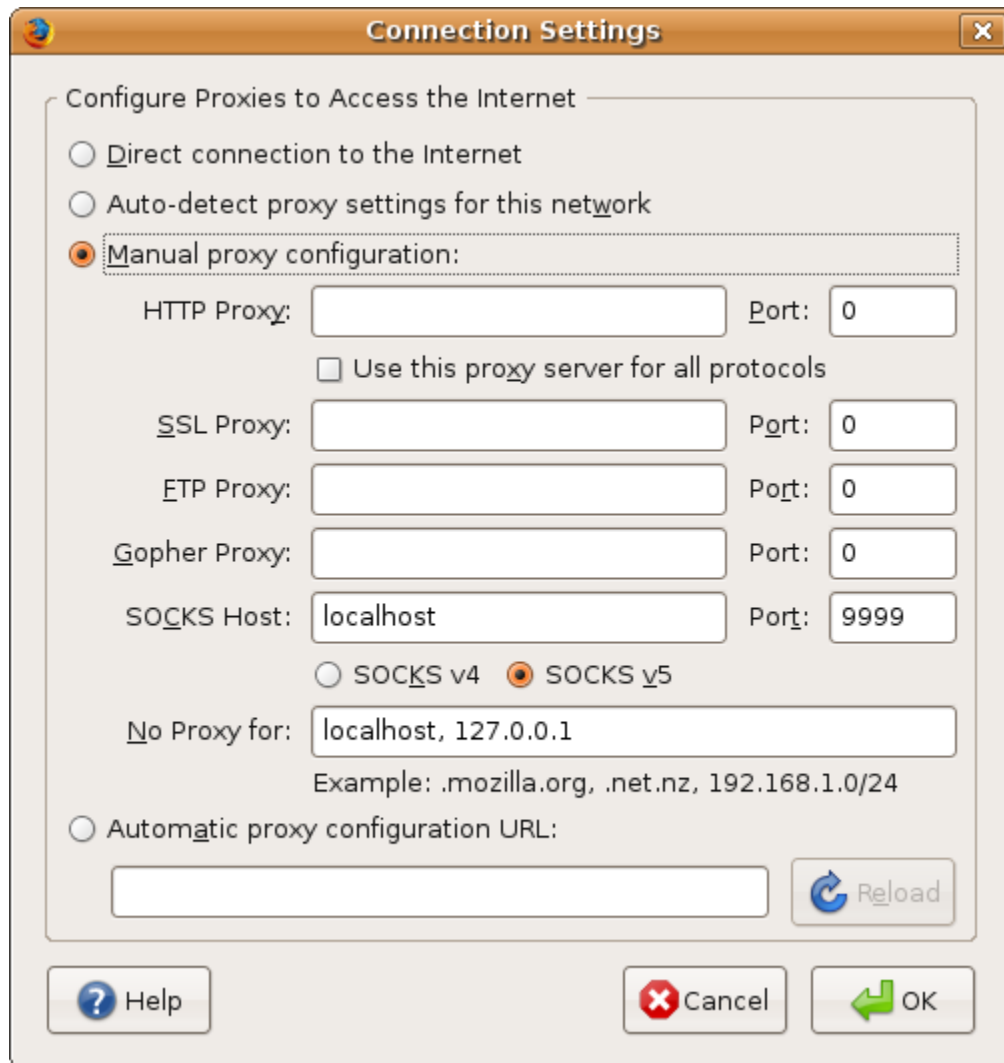 Connection Settings
Configure Proxies to Access the Internet
Direct connection to the Internet
Auto-detect proxy settings for this network
Manual proxy configuration:
HTTP Proxy: Port: 0
Use this proxy server for all protocols
SSL Proxy: Port: 0
FTP Proxy: Port: 0
Gopher Proxy: Port: 0
SOCKS Host: localhost Port: 9999
SOCKS v4 SOCKS v5
No Proxy for: localhost, 127.0.0.1
Example: .mozilla.org, .net.nz, 192.168.1.0/24
Automatic proxy configuration URL:
Reload
Help Cancel OK